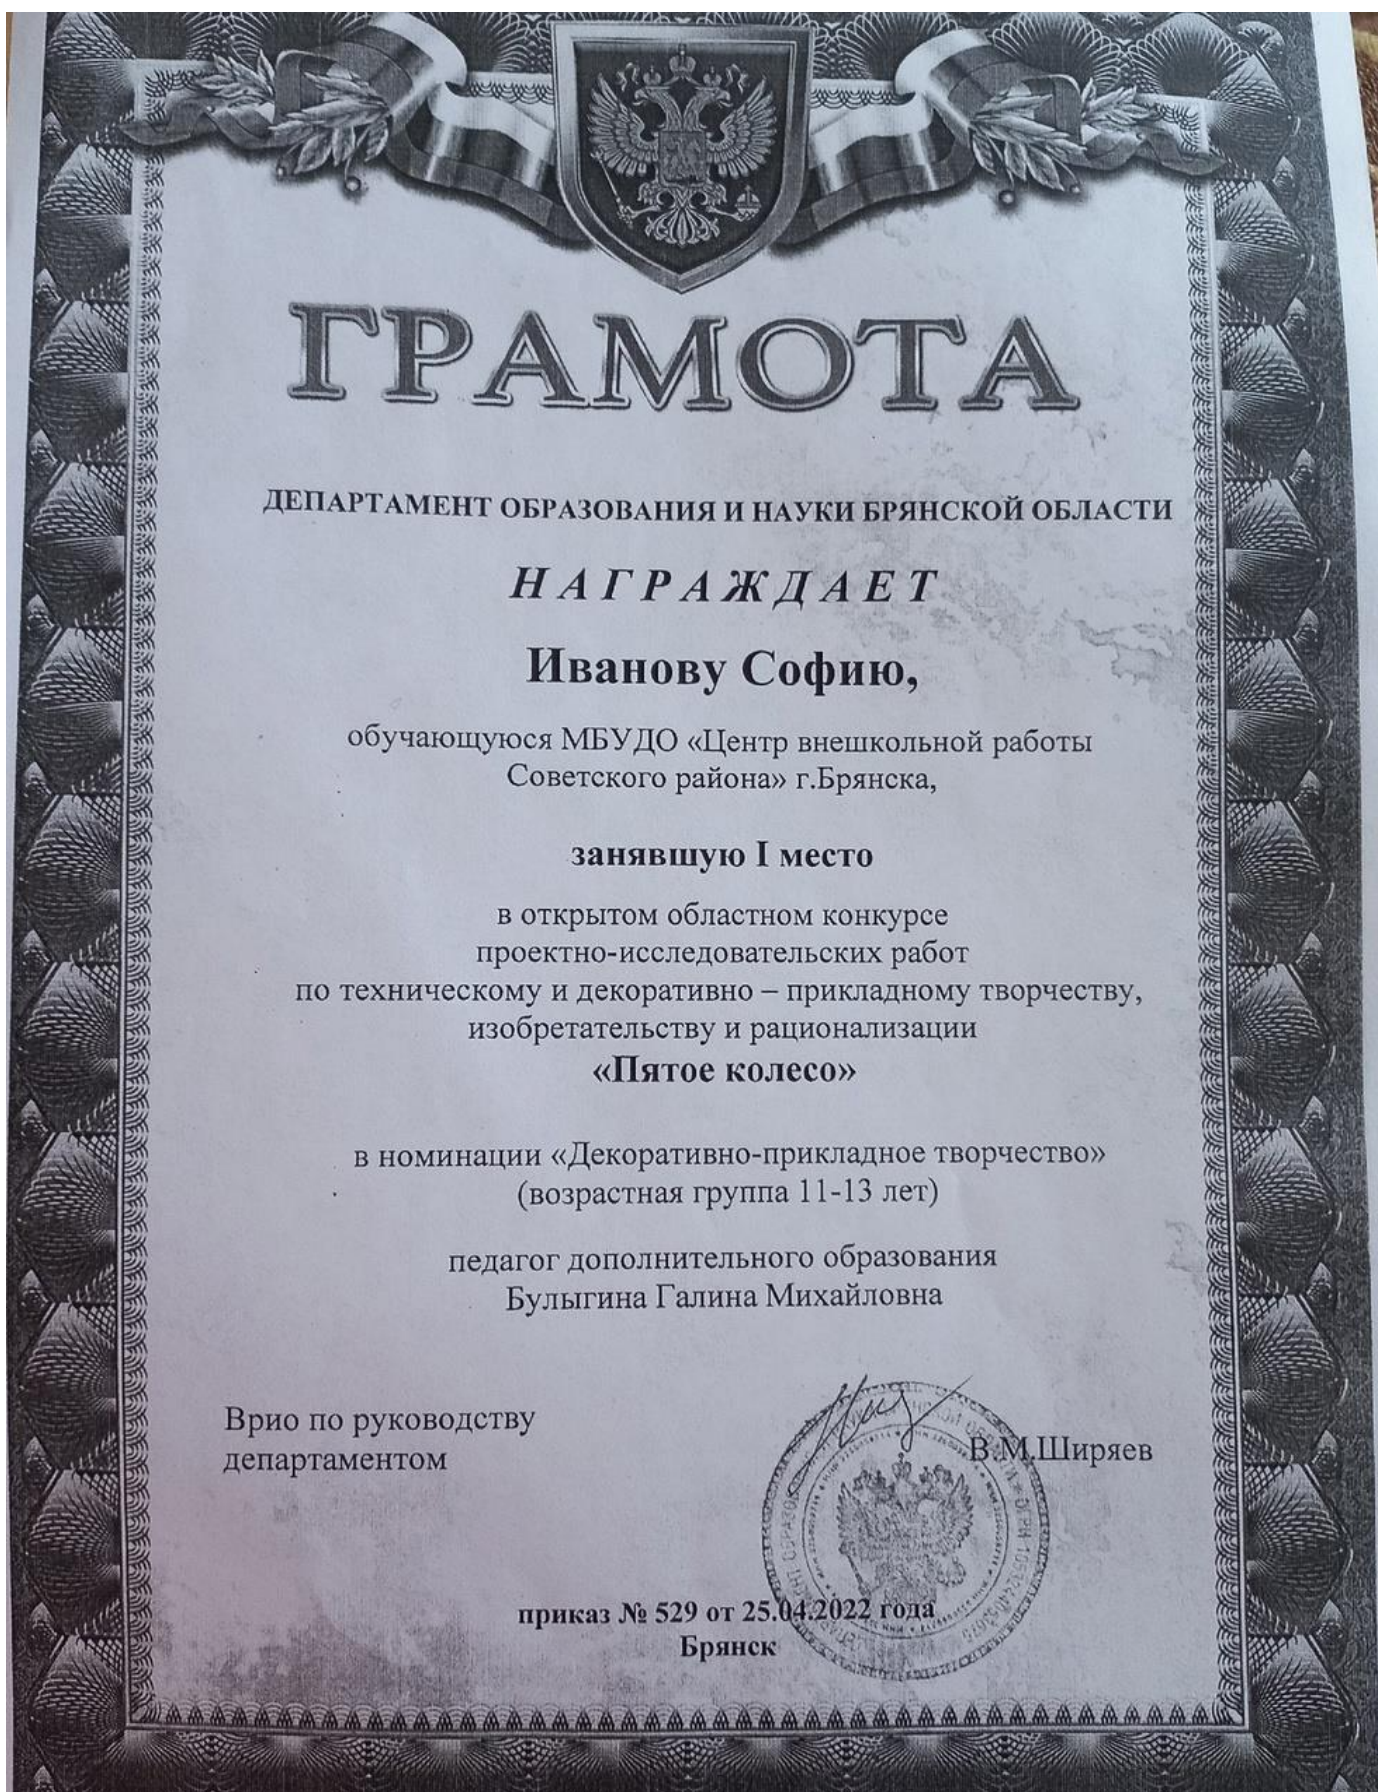 ГРАМОТА
ДЕПАРТАМЕНТ ОБРАЗОВАНИЯ И НАУКИ БРЯНСКОЙ ОБЛАСТИ
НАГРАЖДАЕТ
Иванову Софию,
обучающуюся МБУДО «Центр внешкольной работы
Советского района» г.Брянска,
занявшую I место
в открытом областном конкурсе
проектно-исследовательских работ
по техническому и декоративно – прикладному творчеству,
изобретательству и рационализации
«Пятое колесо»
в номинации «Декоративно-прикладное творчество»
(возрастная группа 11-13 лет)
педагог дополнительного образования
Булыгина Галина Михайловна
Врио по руководству
департаментом
В.М.Ширяев
приказ № 529 от 25.04.2022 года
Брянск